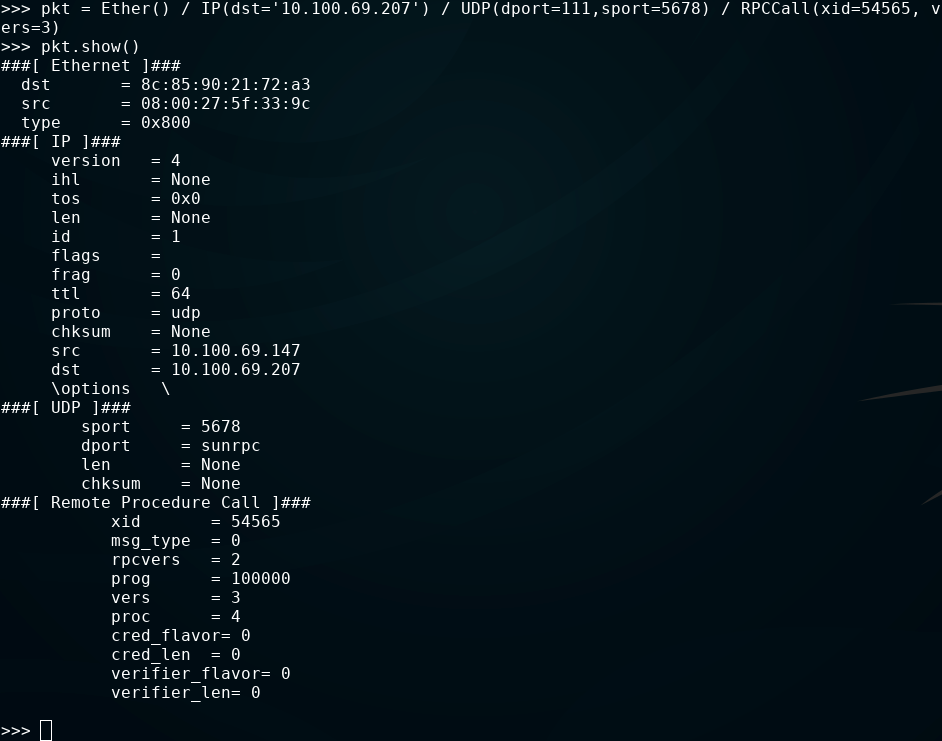 >>> pkt = Ether() / IP(dst='10.100.69.207') / UDP(dport=111,sport=5678) / RPCCall(xid=54565, v
ers=3)
>>> pkt.show()
###[ Ethernet ]###
  dst       = 8c:85:90:21:72:a3
  src       = 08:00:27:5f:33:9c
  type      = 0x800
###[ IP ]###
     version   = 4
     ihl       = None
     tos       = 0x0
     len       = None
     id        = 1
     flags     =
     frag      = 0
     ttl       = 64
     proto     = udp
     chksum    = None
     src       = 10.100.69.147
     dst       = 10.100.69.207
     \options   \
###[ UDP ]###
        sport     = 5678
        dport     = sunrpc
        len       = None
        chksum    = None
###[ Remote Procedure Call ]###
           xid       = 54565
           msg_type  = 0
           rpcvers   = 2
           prog      = 100000
           vers      = 3
           proc      = 4
           cred_flavor= 0
           cred_len  = 0
           verifier_flavor= 0
           verifier_len= 0
>>>